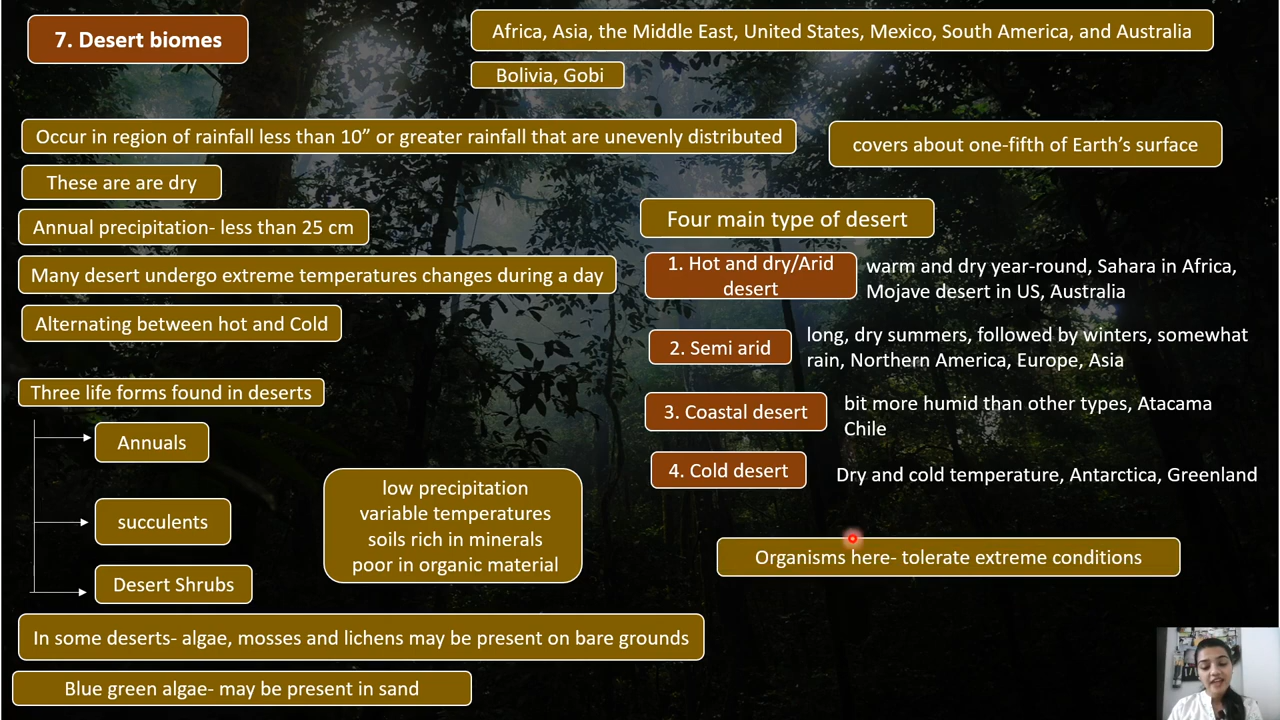 7. Desert biomes
Africa, Asia, the Middle East, United States, Mexico, South America, and Australia
Bolivia, Gobi
Occur in region of rainfall less than 10” or greater rainfall that are unevenly distributed
covers about one-fifth of Earth’s surface
These are are dry
Annual precipitation- less than 25 cm
Many desert undergo extreme temperatures changes during a day
Alternating between hot and Cold
Three life forms found in deserts
Annuals
succulents
Desert Shrubs
low precipitation
variable temperatures
soils rich in minerals
poor in organic material
In some deserts- algae, mosses and lichens may be present on bare grounds
Blue green algae- may be present in sand
Four main type of desert
1. Hot and dry/Arid
desert
warm and dry year-round, Sahara in Africa,
Mojave desert in US, Australia
2. Semi arid
long, dry summers, followed by winters, somewhat
rain, Northern America, Europe, Asia
3. Coastal desert
bit more humid than other types, Atacama
Chile
4. Cold desert
Dry and cold temperature, Antarctica, Greenland
Organisms here- tolerate extreme conditions